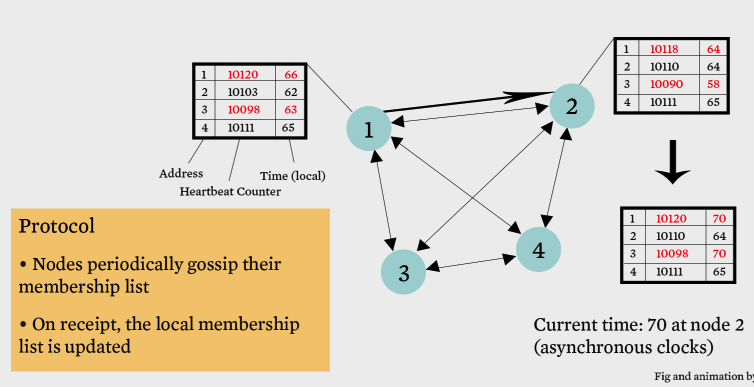 1 10120 66
2 10103 62
3 10098 63
4 10111 65
Address
Heartbeat Counter
Time (local)
1
2
3
4
1 10118 64
2 10110 64
3 10090 58
4 10111 65
1 10120 70
2 10110 64
3 10098 70
4 10111 65
Protocol
• Nodes periodically gossip their
membership list
• On receipt, the local membership
list is updated
Current time: 70 at node 2
(asynchronous clocks)
Fig and animation by